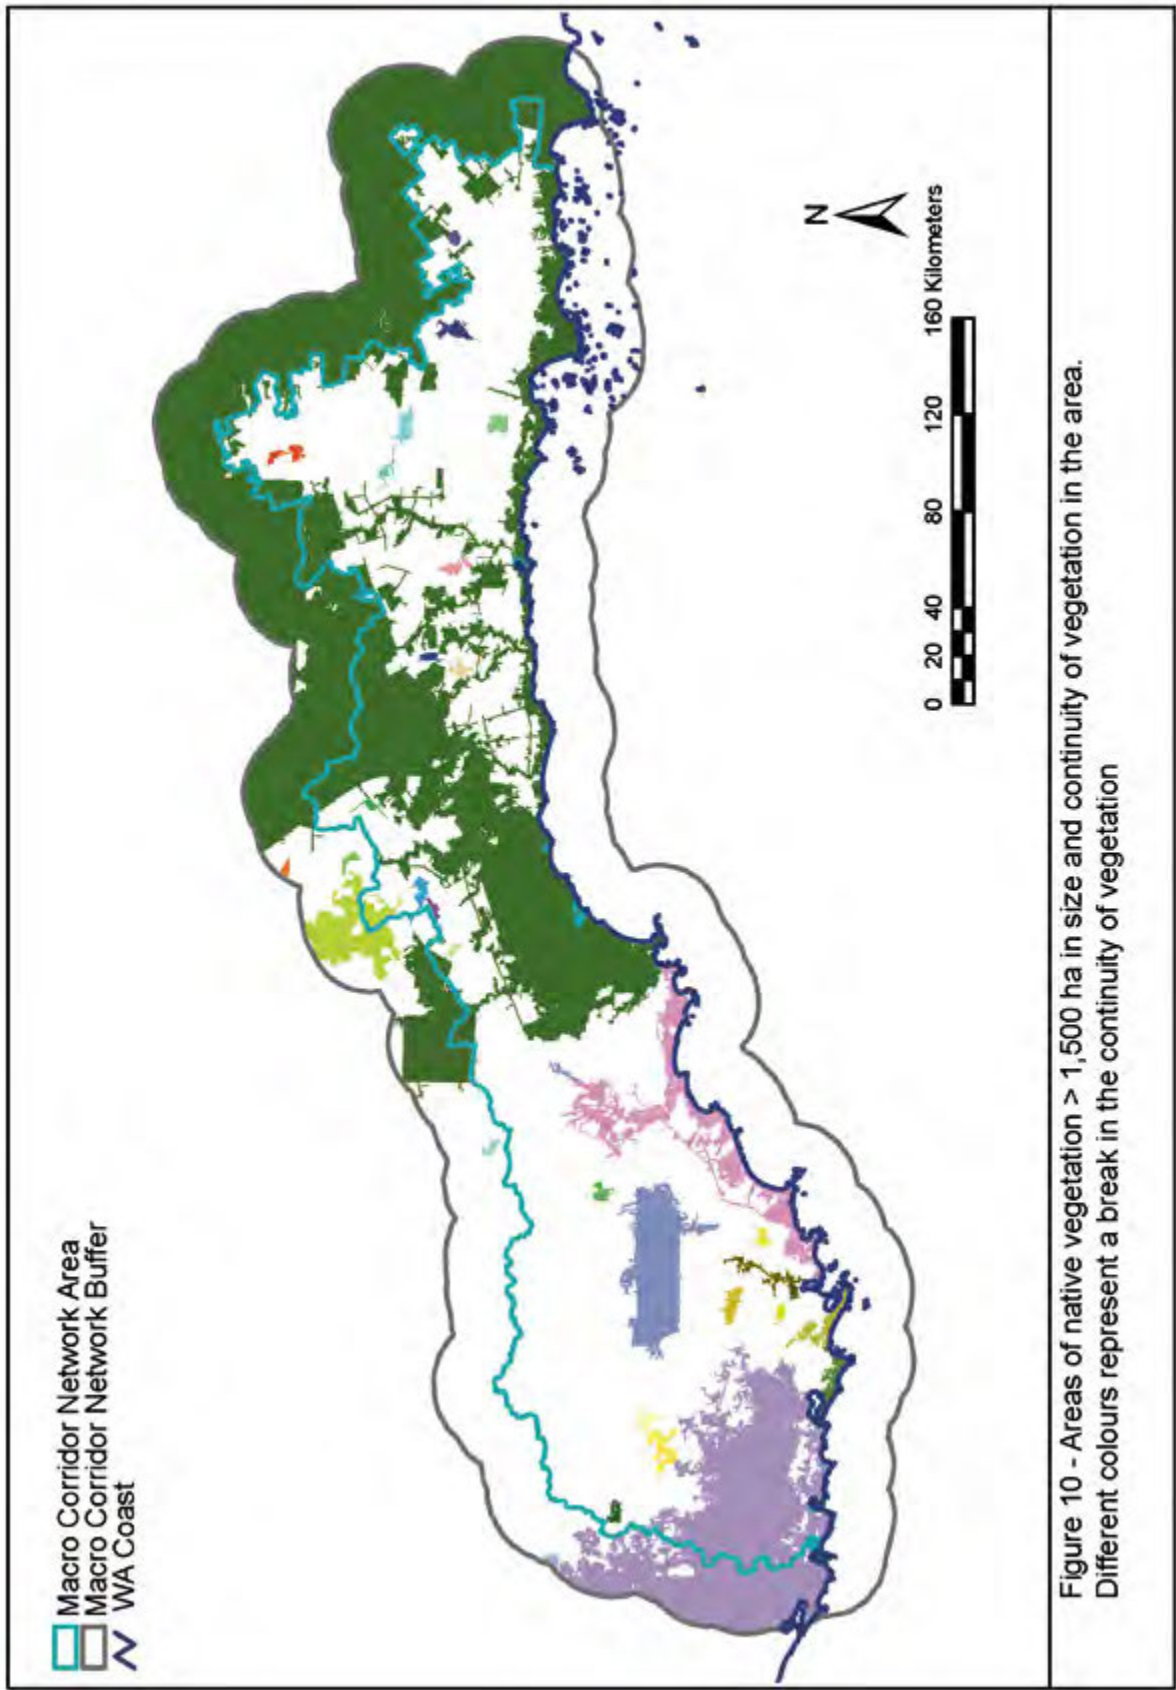 Macro Corridor Network Area
Macro Corridor Network Buffer
WA Coast
N
0 20 40 80 120 160 Kilometers
Figure 10 - Areas of native vegetation > 1,500 ha in size and continuity of vegetation in the area.
Different colours represent a break in the continuity of vegetation